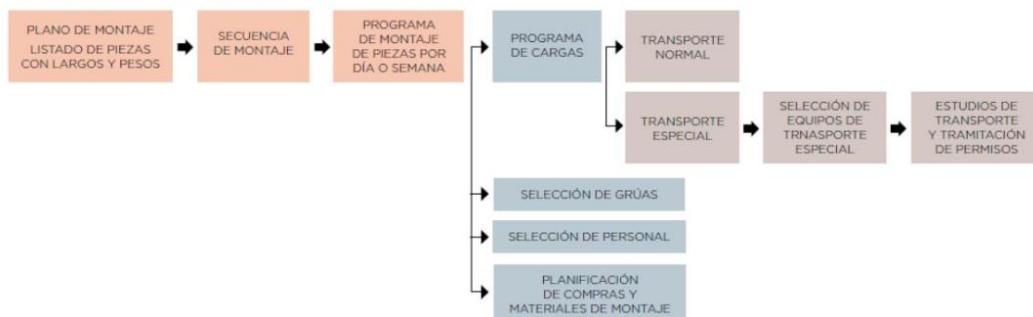 PLANO DE MONTAJE
LISTADO DE PIEZAS
CON LARGOS Y PESOS
SECUENCIA
DE MONTAJE
PROGRAMA
DE MONTAJE
DE PIEZAS POR
DÍA O SEMANA
PROGRAMA
DE CARGAS
TRANSPORTE
NORMAL
TRANSPORTE
ESPECIAL
SELECCIÓN DE
EQUIPOS DE
TRNASPORTE
ESPECIAL
ESTUDIOS DE
TRANSPORTE
Y TRAMITACIÓN
DE PERMISOS
SELECCIÓN DE GRÚAS
SELECCIÓN DE PERSONAL
PLANIFICACIÓN
DE COMPRAS Y
MATERIALES DE MONTAJE